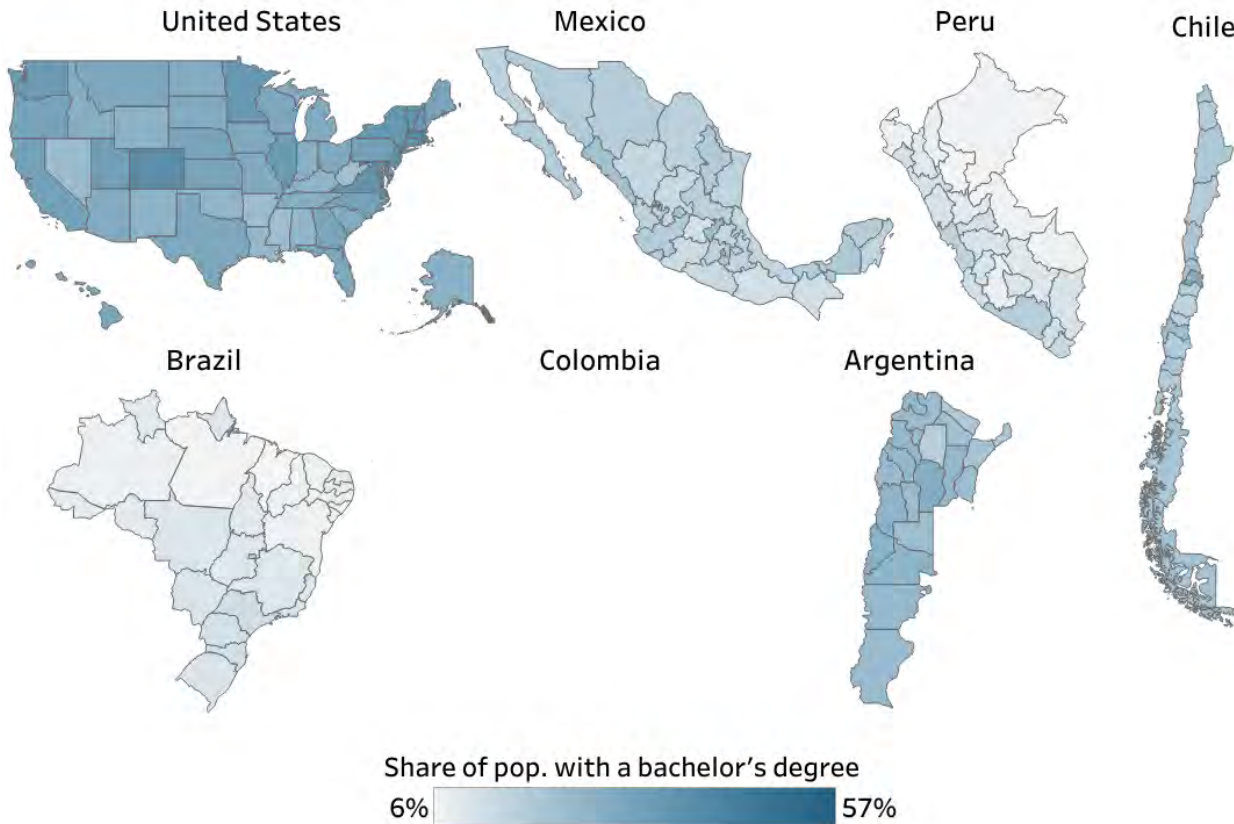 United States
Mexico
Peru
Chile
Brazil
Colombia
Argentina
Share of pop. with a bachelor's degree
6% 57%